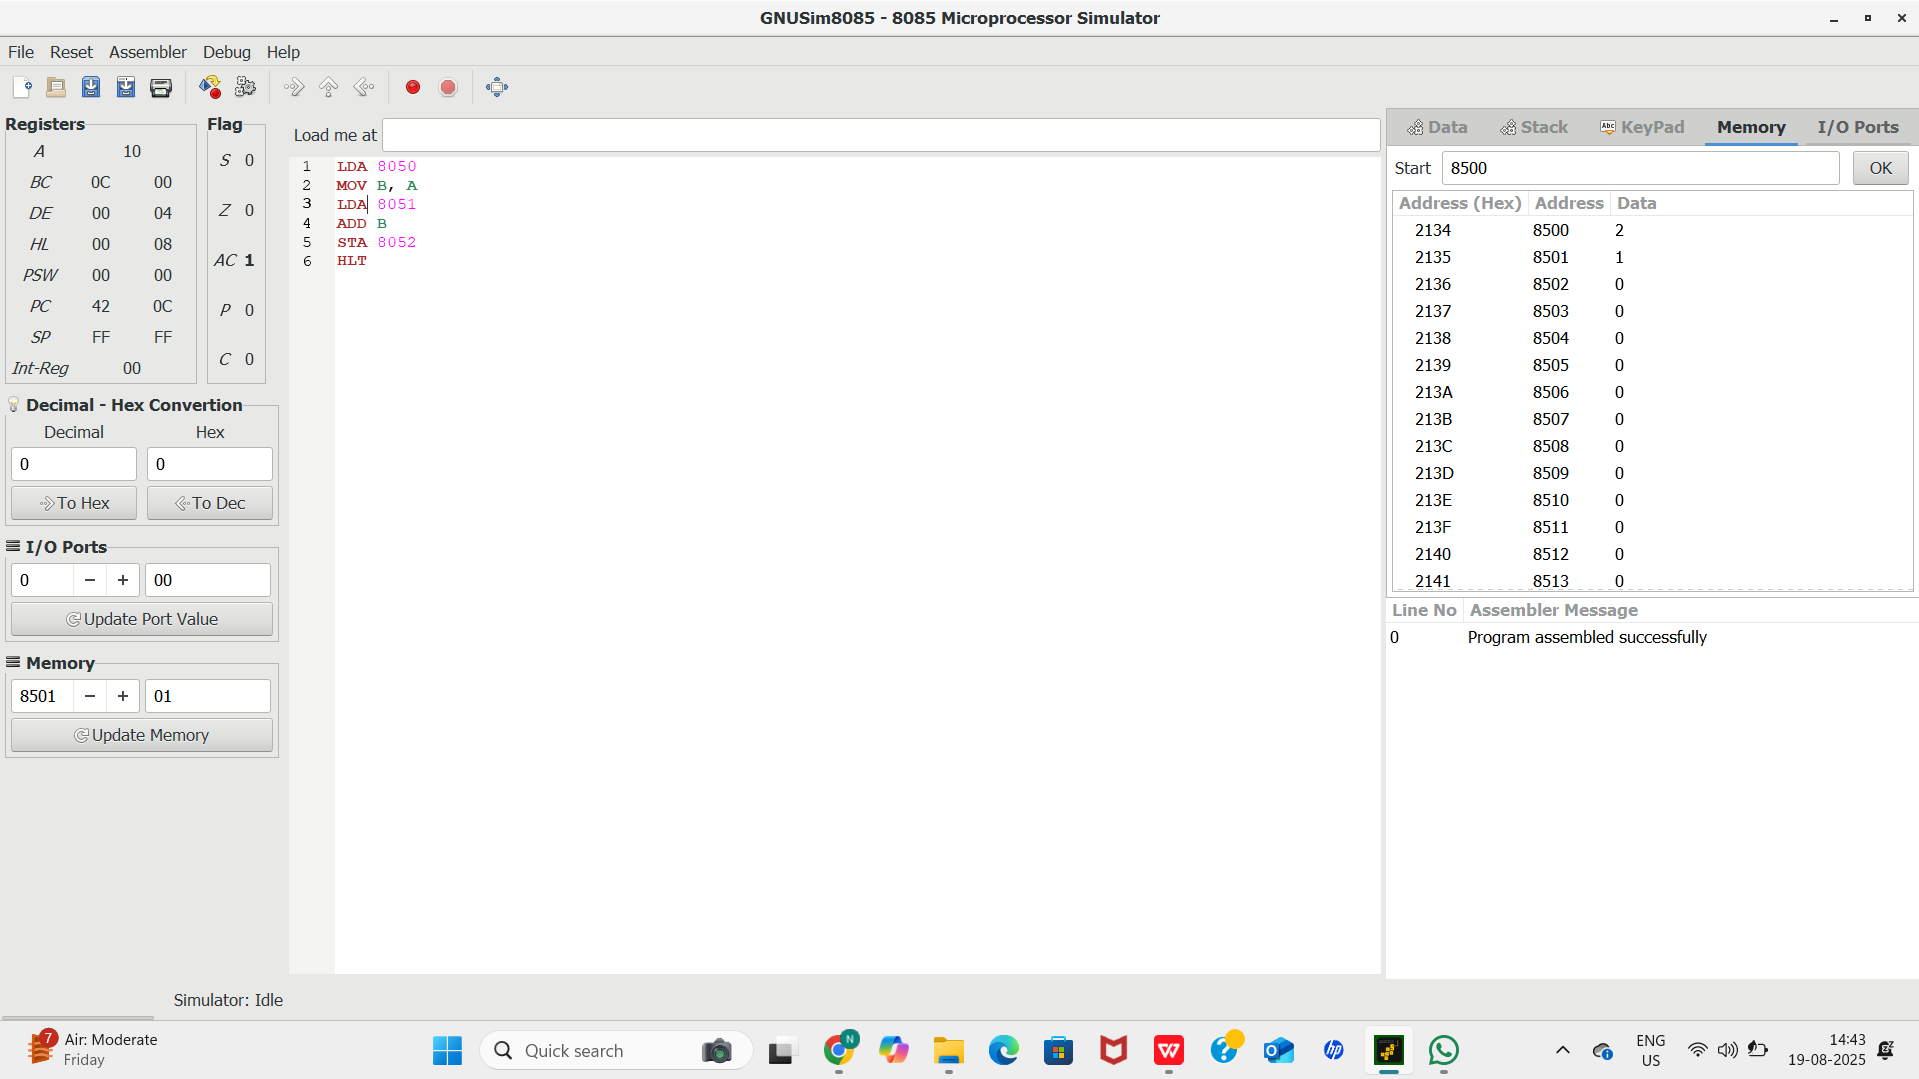 GNUSim8085 - 8085 Microprocessor Simulator
File Reset Assembler Debug Help
Registers
A 10
BC 0C 00
DE 00 04
HL 00 08
PSW 00 00
PC 42 0C
SP FF FF
Int-Reg 00
Flag
S 0
Z 0
AC 1
P 0
C 0
Decimal - Hex Convertion
Decimal Hex
0 0
To Hex To Dec
I/O Ports
0 − + 00
Update Port Value
Memory
8501 − + 01
Update Memory
Load me at
1 LDA 8050
2 MOV B, A
3 LDA 8051
4 ADD B
5 STA 8052
6 HLT
Data Stack Abc KeyPad Memory I/O Ports
Start 8500 OK
Address (Hex) Address Data
2134 8500 2
2135 8501 1
2136 8502 0
2137 8503 0
2138 8504 0
2139 8505 0
213A 8506 0
213B 8507 0
213C 8508 0
213D 8509 0
213E 8510 0
213F 8511 0
2140 8512 0
2141 8513 0
Line No Assembler Message
0 Program assembled successfully
Simulator: Idle
7 Air: Moderate
Friday
Quick search
N
W
hp
ENG
US
14:43
19-08-2025